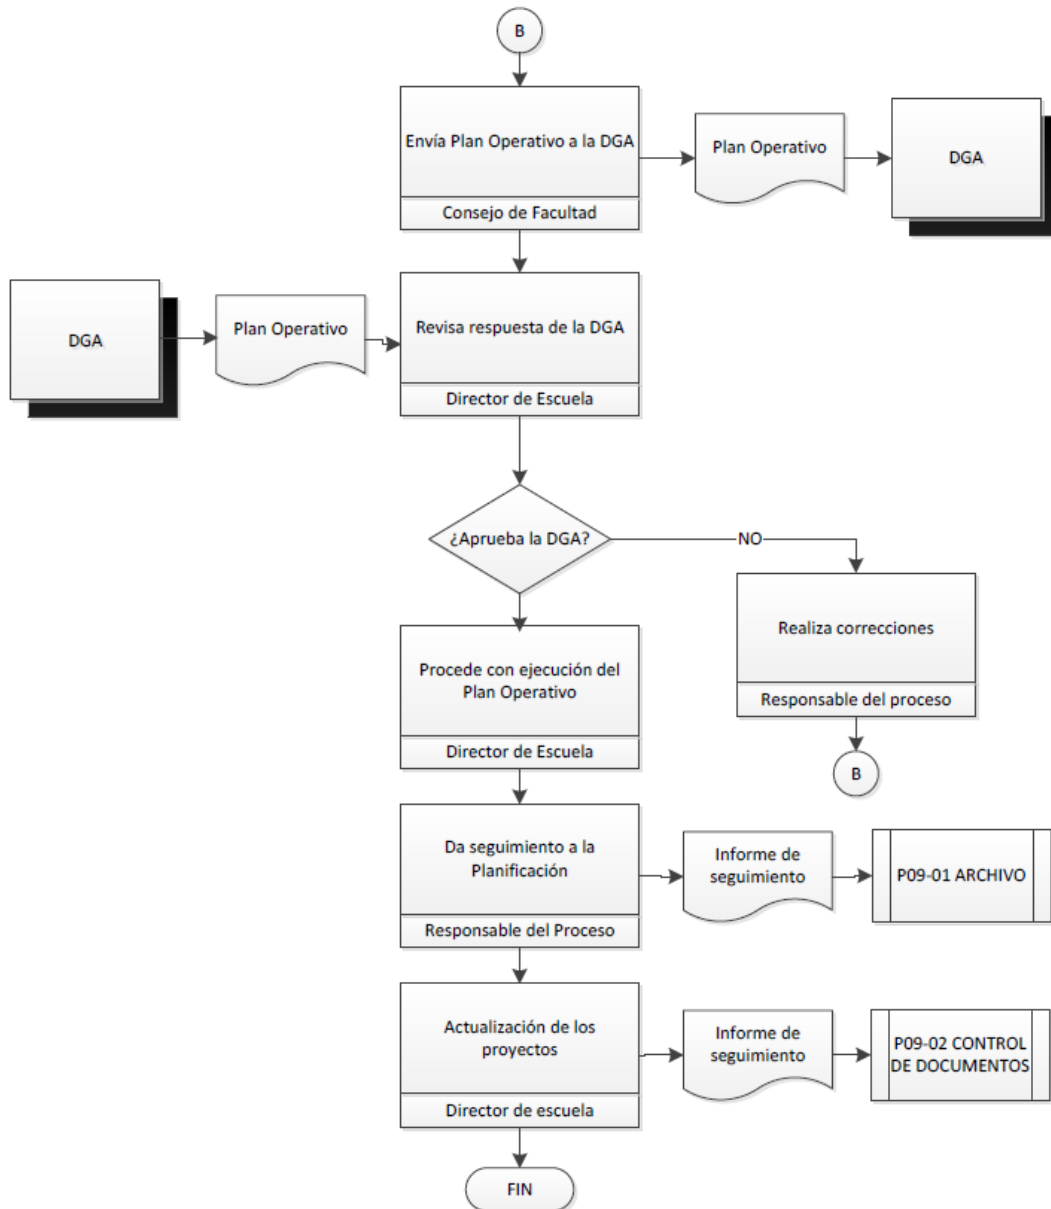 B
Envía Plan Operativo a la DGA
Consejo de Facultad
Plan Operativo
DGA
DGA
Plan Operativo
Revisa respuesta de la DGA
Director de Escuela
¿Aprueba la DGA?
NO
Realiza correcciones
Responsable del proceso
B
Procede con ejecución del
Plan Operativo
Director de Escuela
Da seguimiento a la
Planificación
Responsable del Proceso
Informe de
seguimiento
P09-01 ARCHIVO
Actualización de los
proyectos
Director de escuela
Informe de
seguimiento
P09-02 CONTROL
DE DOCUMENTOS
FIN